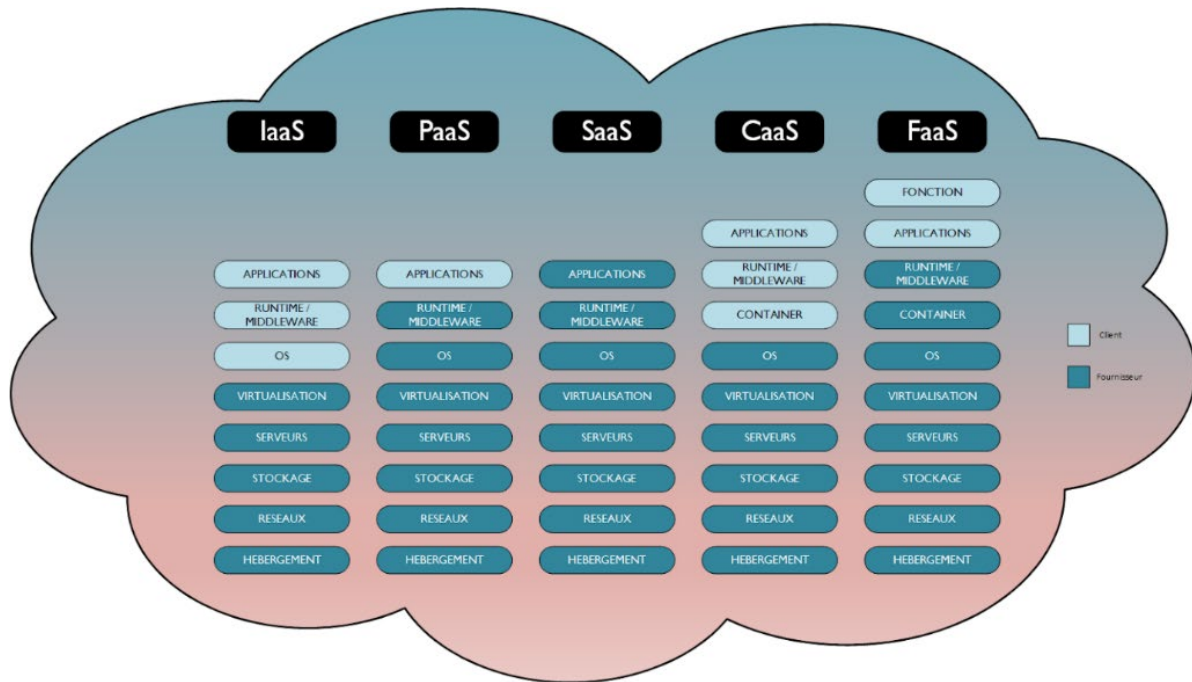 IaaS
PaaS
SaaS
CaaS
FaaS
FONCTION
APPLICATIONS
APPLICATIONS
APPLICATIONS
APPLICATIONS
APPLICATIONS
RUNTIME /
MIDDLEWARE
RUNTIME /
MIDDLEWARE
RUNTIME /
MIDDLEWARE
RUNTIME /
MIDDLEWARE
RUNTIME /
MIDDLEWARE
CONTAINER
CONTAINER
OS
OS
OS
OS
OS
VIRTUALISATION
VIRTUALISATION
VIRTUALISATION
VIRTUALISATION
VIRTUALISATION
SERVEURS
SERVEURS
SERVEURS
SERVEURS
SERVEURS
STOCKAGE
STOCKAGE
STOCKAGE
STOCKAGE
STOCKAGE
RESEAUX
RESEAUX
RESEAUX
RESEAUX
RESEAUX
HEBERGEMENT
HEBERGEMENT
HEBERGEMENT
HEBERGEMENT
HEBERGEMENT
Client
Fournisseur